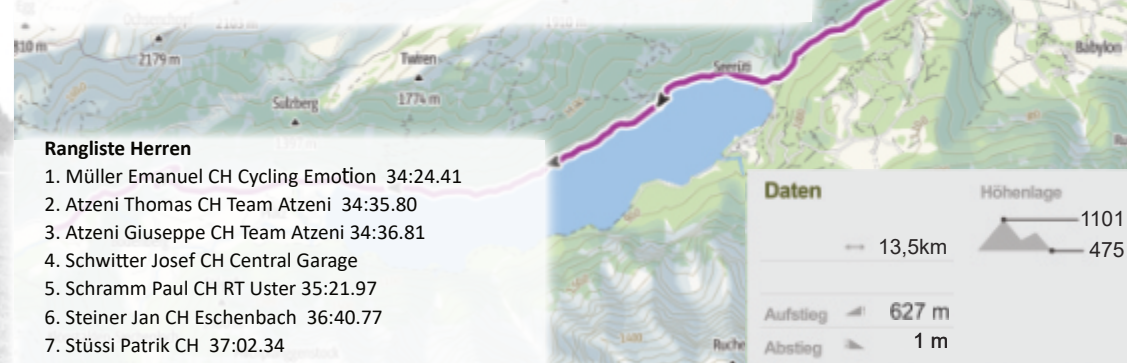 2179 m
Twiren
Babylon
Seerüti
Sulzberg
1774 m
Rangliste Herren
1. Müller Emanuel CH Cycling Emotion 34:24.41
2. Atzeni Thomas CH Team Atzeni 34:35.80
3. Atzeni Giuseppe CH Team Atzeni 34:36.81
4. Schwitter Josef CH Central Garage
5. Schramm Paul CH RT Uster 35:21.97
6. Steiner Jan CH Eschenbach 36:40.77
7. Stüssi Patrik CH 37:02.34
Daten
Höhenlage
1101
13,5km
475
Aufstieg 627 m
Abstieg 1 m